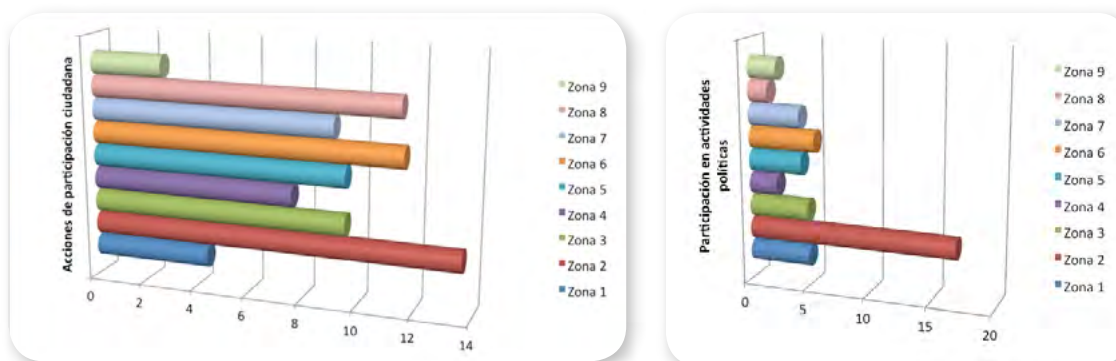 Acciones de participación ciudadana
Zona 9
Zona 8
Zona 7
Zona 6
Zona 5
Zona 4
Zona 3
Zona 2
Zona 1
0 2 4 6 8 10 12 14
Participación en actividades
políticas
Zona 9
Zona 8
Zona 7
Zona 6
Zona 5
Zona 4
Zona 3
Zona 2
Zona 1
0 5 10 15 20